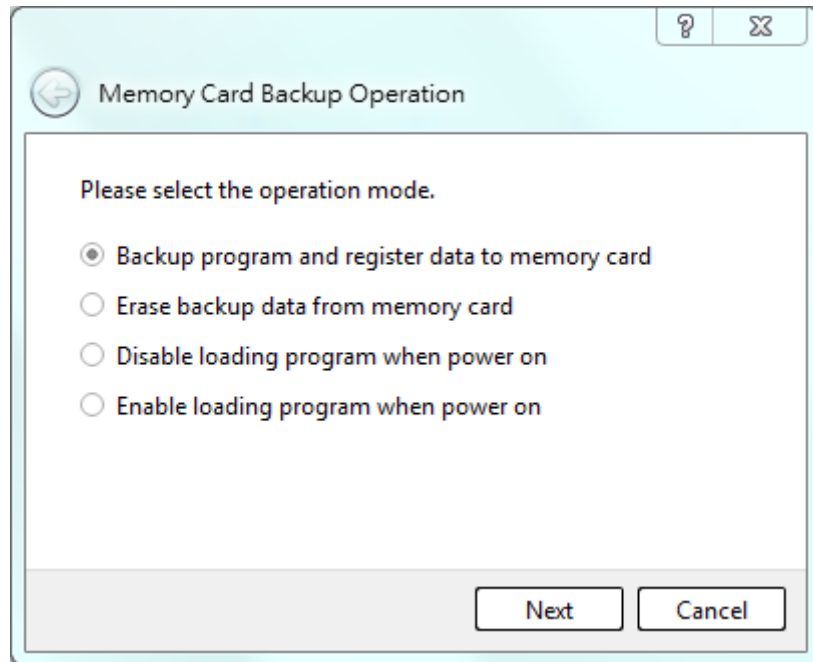 Memory Card Backup Operation
Please select the operation mode.
Backup program and register data to memory card
Erase backup data from memory card
Disable loading program when power on
Enable loading program when power on
Next
Cancel